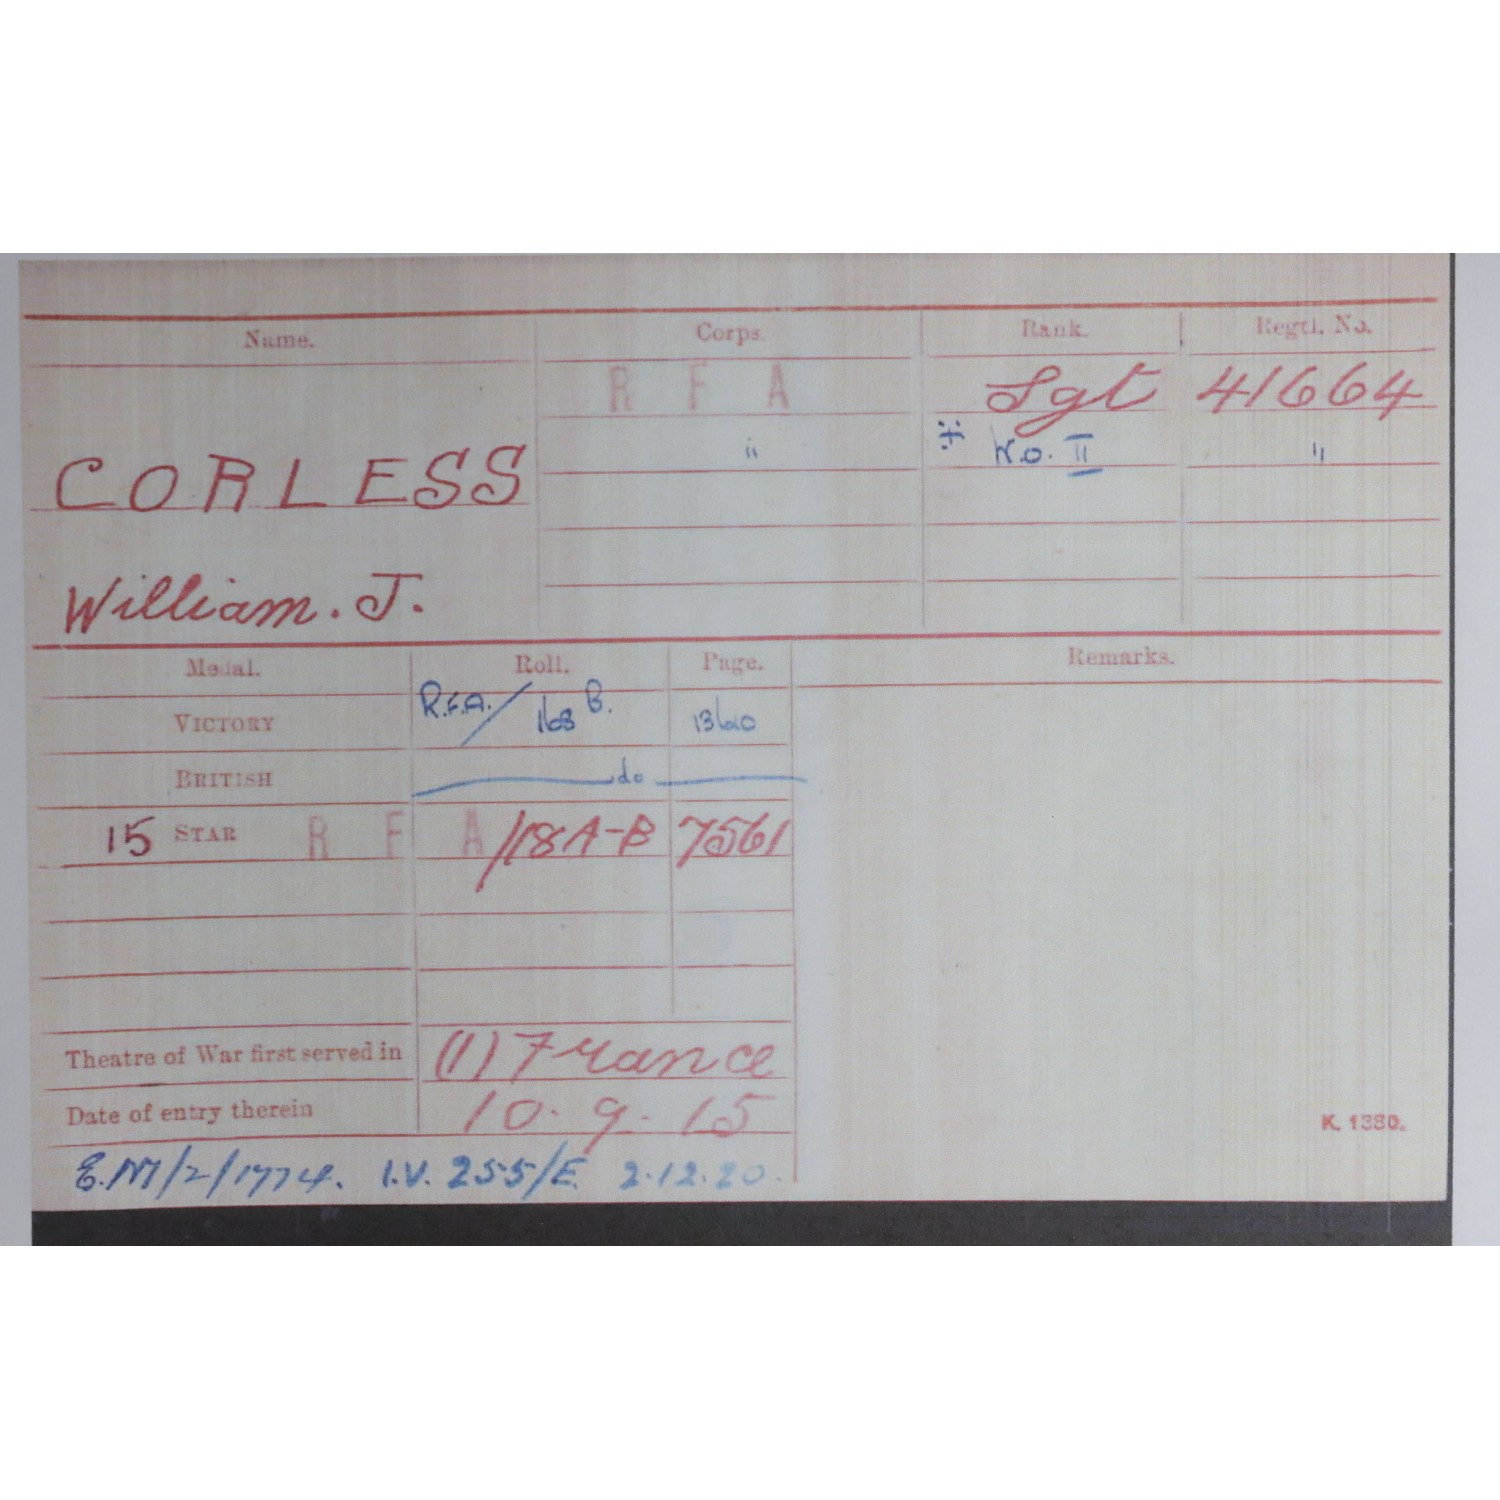 Name. Corps. Rank. Regtl. No.
R F A Sgt 41664
" ※ W.O. II "
CORLESS
William. J.
Medal. Roll. Page. Remarks.
VICTORY R.F.A./168 B. 13610
BRITISH do
15 STAR R F A/18A-B 7561
Theatre of War first served in (1) France
Date of entry therein 10.9.15
K. 1380.
E.M/2/1774. I.V. 255/E. 2.12.20.